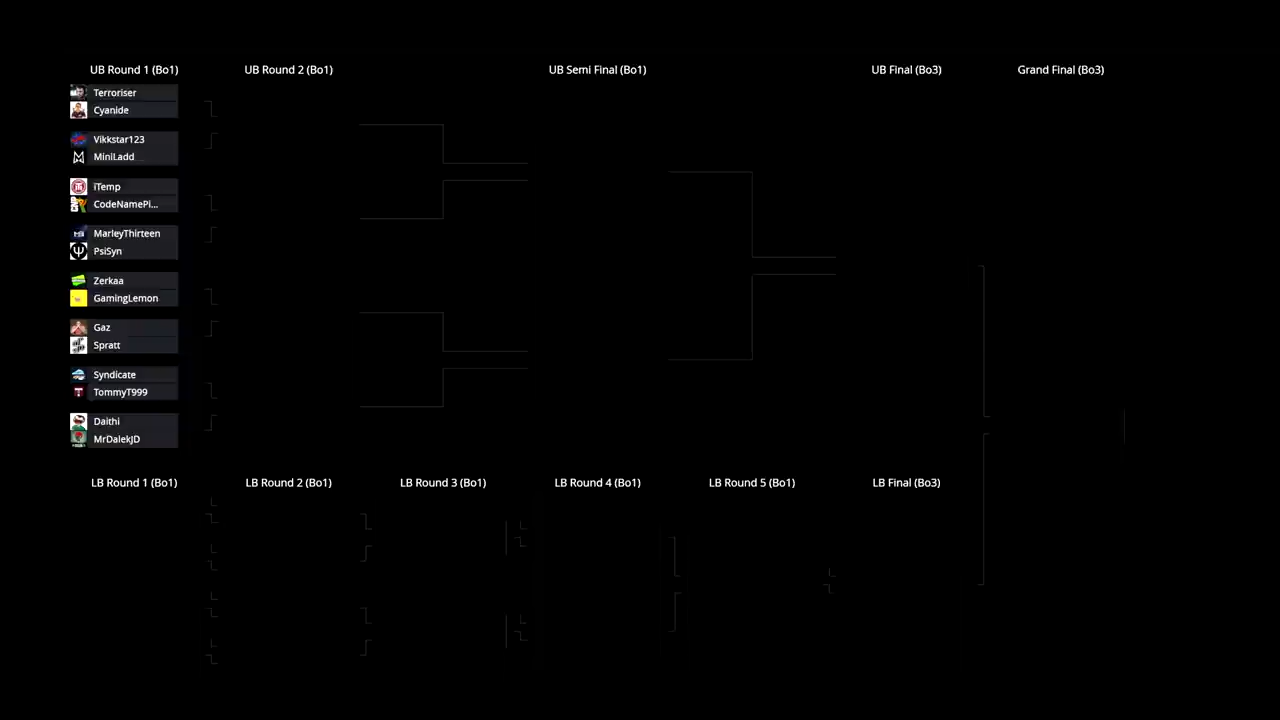 UB Round 1 (Bo1)
UB Round 2 (Bo1)
UB Semi Final (Bo1)
UB Final (Bo3)
Grand Final (Bo3)
Terroriser
Cyanide
Vikkstar123
MiniLadd
iTemp
CodeNamePi...
MarleyThirteen
PsiSyn
Zerkaa
GamingLemon
Gaz
Spratt
Syndicate
TommyT999
Daithi
MrDalekJD
LB Round 1 (Bo1)
LB Round 2 (Bo1)
LB Round 3 (Bo1)
LB Round 4 (Bo1)
LB Round 5 (Bo1)
LB Final (Bo3)